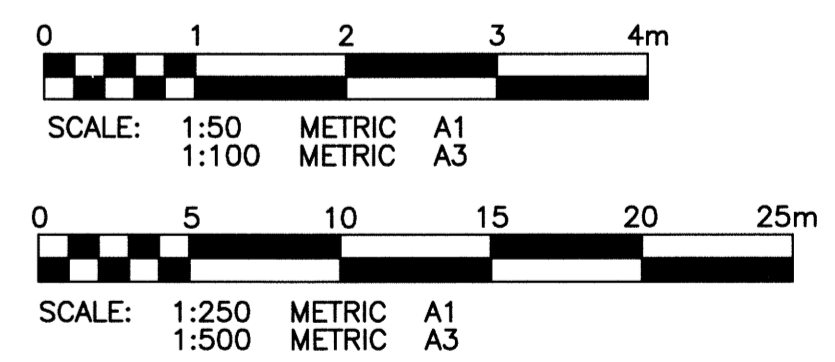 0 1 2 3 4m
SCALE: 1:50 METRIC A1
1:100 METRIC A3
0 5 10 15 20 25m
SCALE: 1:250 METRIC A1
1:500 METRIC A3